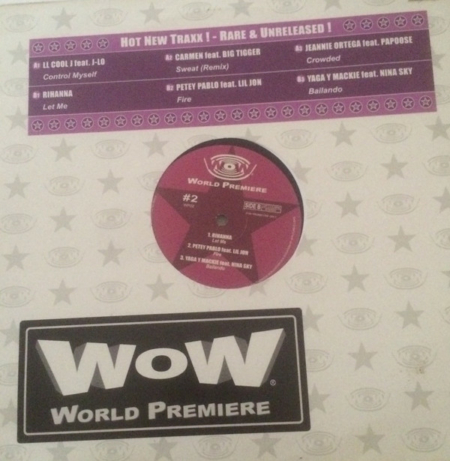 HOT NEW TRAXX! - RARE & UNRELEASED!
LL COOL J feat. J-LO
Control Myself
CARMEN feat. BIG TIGGER
Sweat (Remix)
JEANNIE ORTEGA feat. PAPOOSE
Crowded
RIHANNA
Let Me
PETEY PABLO feat. LIL JON
Fire
YAGA Y MACKIE feat. NINA SKY
Bailando
WOW
WORLD PREMIERE
#2
1. RIHANNA
Let Me
2. PETEY PABLO feat. LIL JON
Fire
3. YAGA Y MACKIE feat. NINA SKY
Bailando
WOW®
WORLD PREMIERE